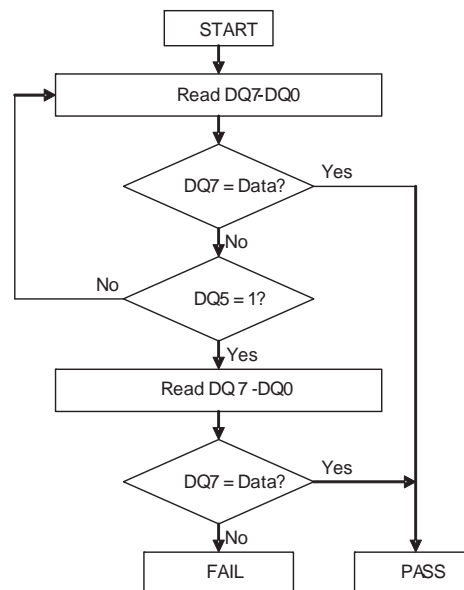 START
Read DQ7-DQ0
DQ7 = Data?
Yes
No
No
DQ5 = 1?
Yes
Read DQ 7 -DQ0
DQ7 = Data?
Yes
No
FAIL
PASS